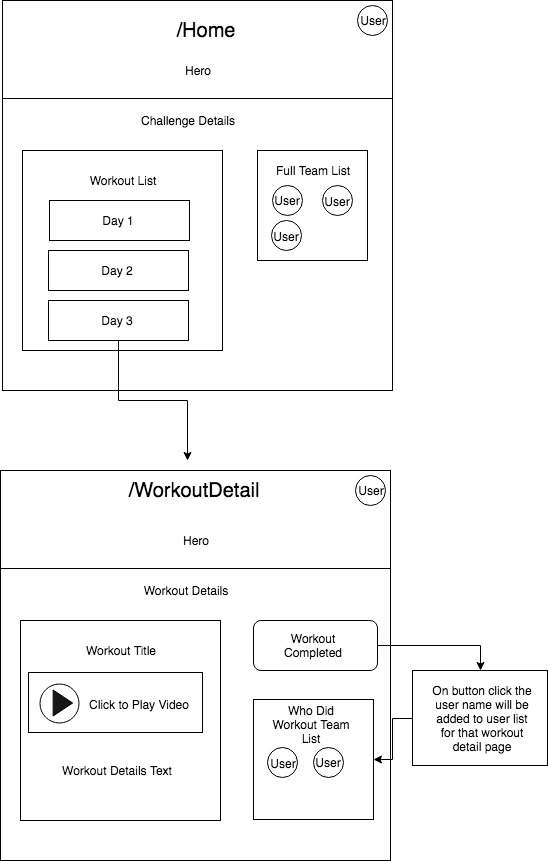 /Home
User
Hero
Challenge Details
Workout List
Day 1
Day 2
Day 3
Full Team List
User
User
User
/WorkoutDetail
User
Hero
Workout Details
Workout Title
Click to Play Video
Workout Details Text
Workout
Completed
Who Did
Workout Team
List
User
User
On button click the
user name will be
added to user list
for that workout
detail page